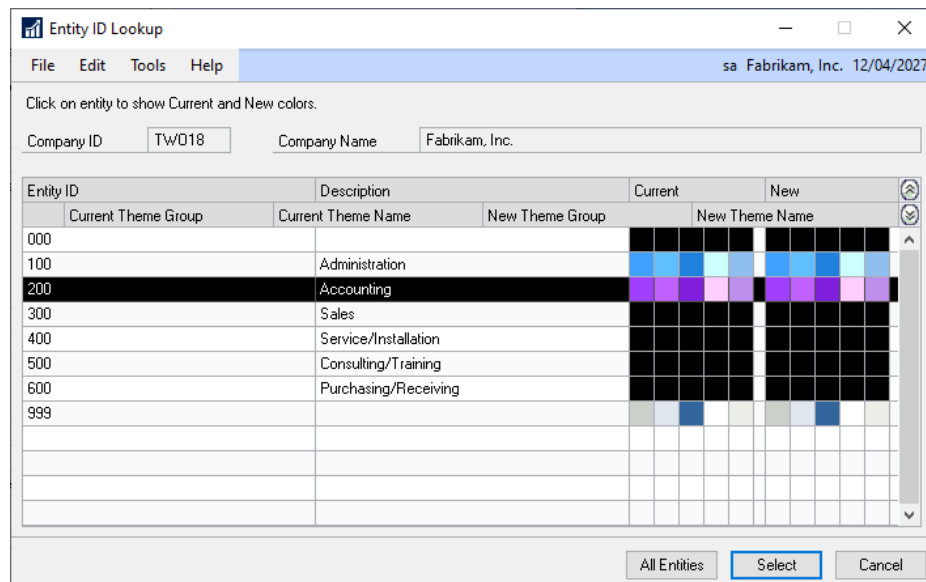 Entity ID Lookup
File Edit Tools Help sa Fabrikam, Inc. 12/04/2027
Click on entity to show Current and New colors.
Company ID TWO18 Company Name Fabrikam, Inc.
Entity ID Description Current New
Current Theme Group Current Theme Name New Theme Group New Theme Name
000
100 Administration
200 Accounting
300 Sales
400 Service/Installation
500 Consulting/Training
600 Purchasing/Receiving
999
All Entities Select Cancel